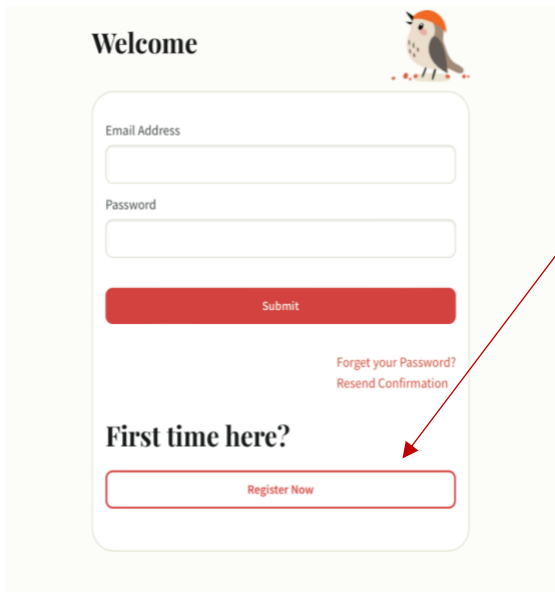 Welcome
Email Address
Password
Submit
Forget your Password?
Resend Confirmation
First time here?
Register Now